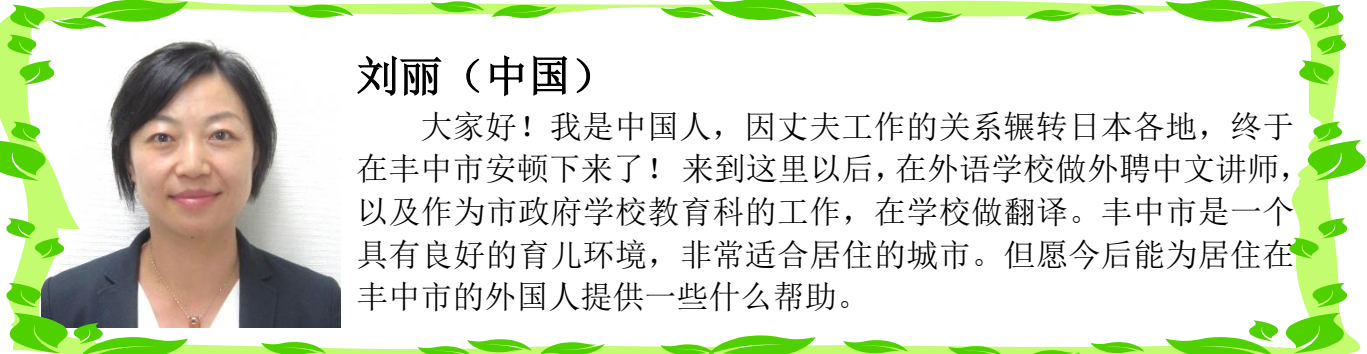 刘丽（中国）
大家好！我是中国人，因丈夫工作的关系辗转日本各地，终于
在丰中市安顿下来了！来到这里以后，在外语学校做外聘中文讲师，
以及作为市政府学校教育科的工作，在学校做翻译。丰中市是一个
具有良好的育儿环境，非常适合居住的城市。但愿今后能为居住在
丰中市的外国人提供一些什么帮助。